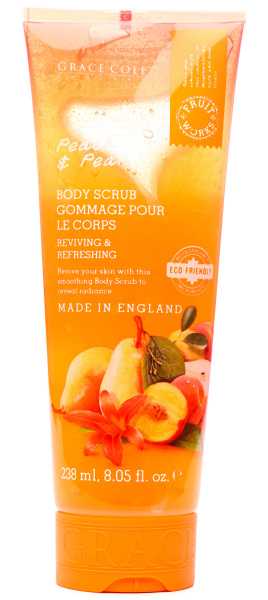 GRACE COLE
FRUIT
WORKS
Peach
& Pear
BODY SCRUB
GOMMAGE POUR
LE CORPS
REVIVING &
REFRESHING
ECO FRIENDLY
Revive your skin with this
smoothing Body Scrub to
reveal radiance
MADE IN ENGLAND
238 ml, 8.05 fl. oz. ℮
GRACE